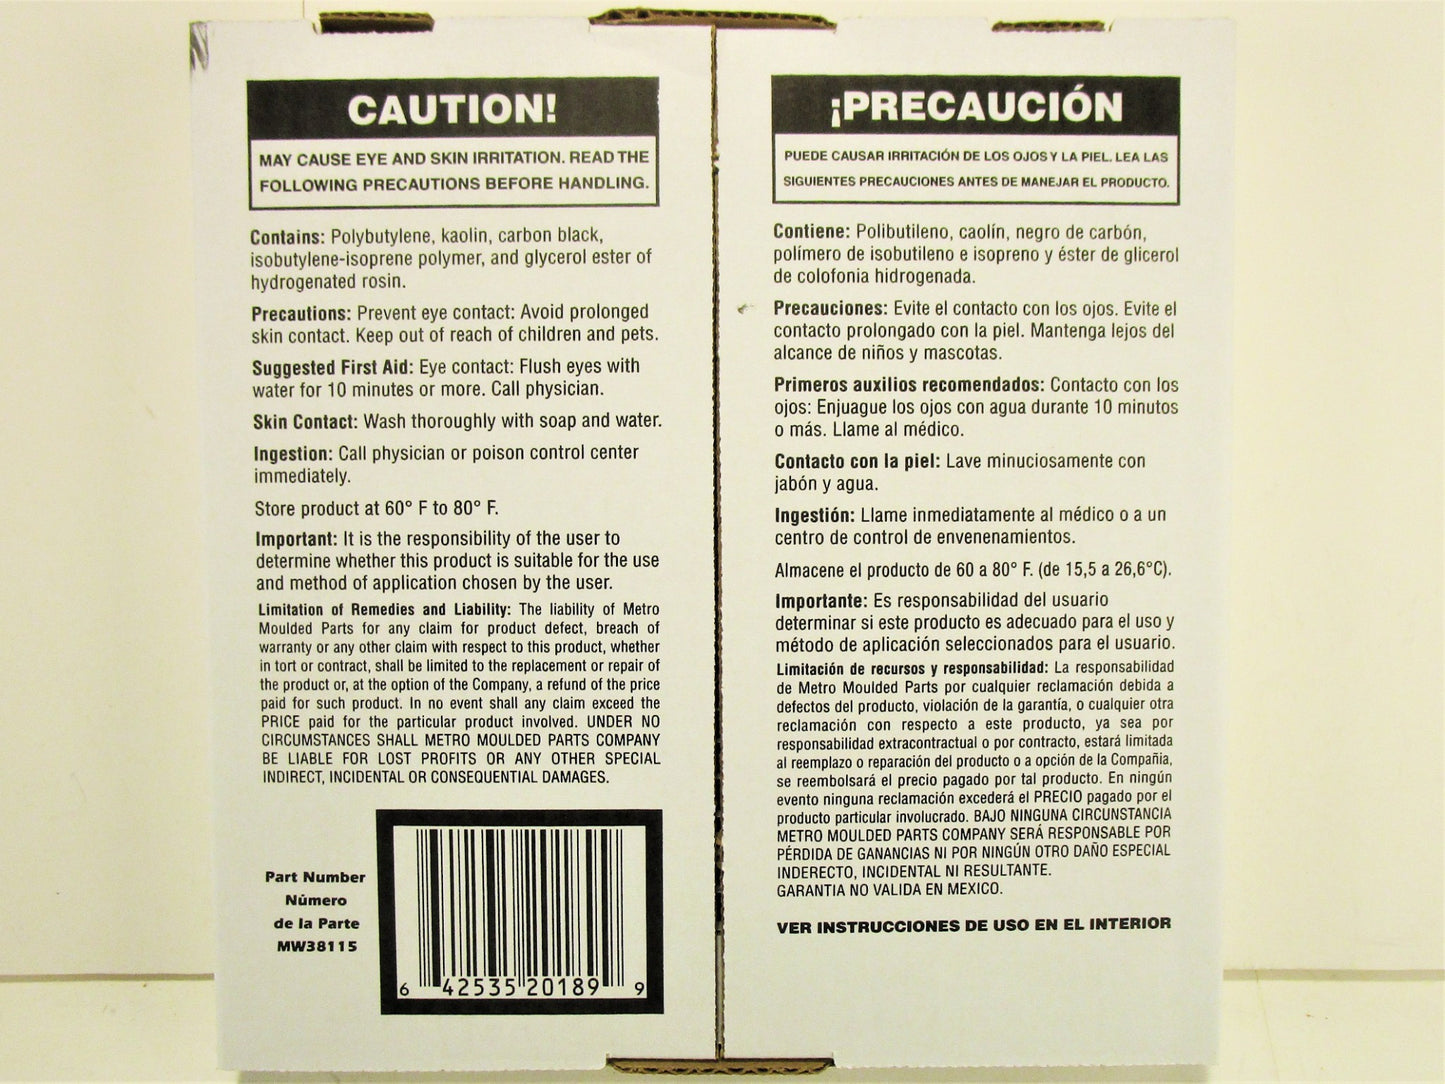 CAUTION!
MAY CAUSE EYE AND SKIN IRRITATION. READ THE
FOLLOWING PRECAUTIONS BEFORE HANDLING.
Contains: Polybutylene, kaolin, carbon black,
isobutylene-isoprene polymer, and glycerol ester of
hydrogenated rosin.
Precautions: Prevent eye contact: Avoid prolonged
skin contact. Keep out of reach of children and pets.
Suggested First Aid: Eye contact: Flush eyes with
water for 10 minutes or more. Call physician.
Skin Contact: Wash thoroughly with soap and water.
Ingestion: Call physician or poison control center
immediately.
Store product at 60° F to 80° F.
Important: It is the responsibility of the user to
determine whether this product is suitable for the use
and method of application chosen by the user.
Limitation of Remedies and Liability: The liability of Metro
Moulded Parts for any claim for product defect, breach of
warranty or any other claim with respect to this product, whether
in tort or contract, shall be limited to the replacement or repair of
the product or, at the option of the Company, a refund of the price
paid for such product. In no event shall any claim exceed the
PRICE paid for the particular product involved. UNDER NO
CIRCUMSTANCES SHALL METRO MOULDED PARTS COMPANY
BE LIABLE FOR LOST PROFITS OR ANY OTHER SPECIAL
INDIRECT, INCIDENTAL OR CONSEQUENTIAL DAMAGES.
Part Number
Número
de la Parte
MW38115
6 42535 20189 9
¡PRECAUCIÓN
PUEDE CAUSAR IRRITACIÓN DE LOS OJOS Y LA PIEL. LEA LAS
SIGUIENTES PRECAUCIONES ANTES DE MANEJAR EL PRODUCTO.
Contiene: Polibutileno, caolín, negro de carbón,
polímero de isobutileno e isopreno y éster de glicerol
de colofonia hidrogenada.
Precauciones: Evite el contacto con los ojos. Evite el
contacto prolongado con la piel. Mantenga lejos del
alcance de niños y mascotas.
Primeros auxilios recomendados: Contacto con los
ojos: Enjuague los ojos con agua durante 10 minutos
o más. Llame al médico.
Contacto con la piel: Lave minuciosamente con
jabón y agua.
Ingestión: Llame inmediatamente al médico o a un
centro de control de envenenamientos.
Almacene el producto de 60 a 80° F. (de 15,5 a 26,6°C).
Importante: Es responsabilidad del usuario
determinar si este producto es adecuado para el uso y
método de aplicación seleccionados para el usuario.
Limitación de recursos y responsabilidad: La responsabilidad
de Metro Moulded Parts por cualquier reclamación debida a
defectos del producto, violación de la garantía, o cualquier otra
reclamación con respecto a este producto, ya sea por
responsabilidad extracontractual o por contracto, estará limitada
al reemplazo o reparación del producto o a opción de la Compañia,
se reembolsará el precio pagado por tal producto. En ningún
evento ninguna reclamación excederá el PRECIO pagado por el
producto particular involucrado. BAJO NINGUNA CIRCUNSTANCIA
METRO MOULDED PARTS COMPANY SERÁ RESPONSABLE POR
PÉRDIDA DE GANANCIAS NI POR NINGÚN OTRO DAÑO ESPECIAL
INDERECTO, INCIDENTAL NI RESULTANTE.
GARANTIA NO VALIDA EN MEXICO.
VER INSTRUCCIONES DE USO EN EL INTERIOR